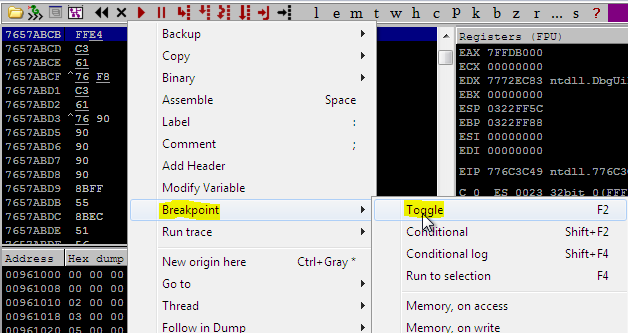 l e m t w h c p k b z r ... s ?
7657ABCB FFE4
7657ABCD C3
7657ABCE 61
7657ABCF ^76 F8
7657ABD1 C3
7657ABD2 61
7657ABD3 ^76 90
7657ABD5 90
7657ABD6 90
7657ABD7 90
7657ABD8 90
7657ABD9 8BFF
7657ABDB 55
7657ABDC 8BEC
7657ABDE 51
7657ABDF 56
Backup
Copy
Binary
Assemble Space
Label :
Comment ;
Add Header
Modify Variable
Breakpoint
Run trace
New origin here Ctrl+Gray *
Go to
Thread
Follow in Dump
Toggle F2
Conditional Shift+F2
Conditional log Shift+F4
Run to selection F4
Memory, on access
Memory, on write
Registers (FPU)
EAX 7FFDB000
ECX 00000000
EDX 7772EC83 ntdll.DbgUi
EBX 00000000
ESP 0322FF5C
EBP 0322FF88
ESI 00000000
EDI 00000000
EIP 776C3C49 ntdll.776C3
C 0 ES 0023 32bit 0(FFF
Address Hex dump
00961000 00 00 00
00961008 00 00 00
00961010 02 00 00
00961018 03 00 00
00961020 05 00 00